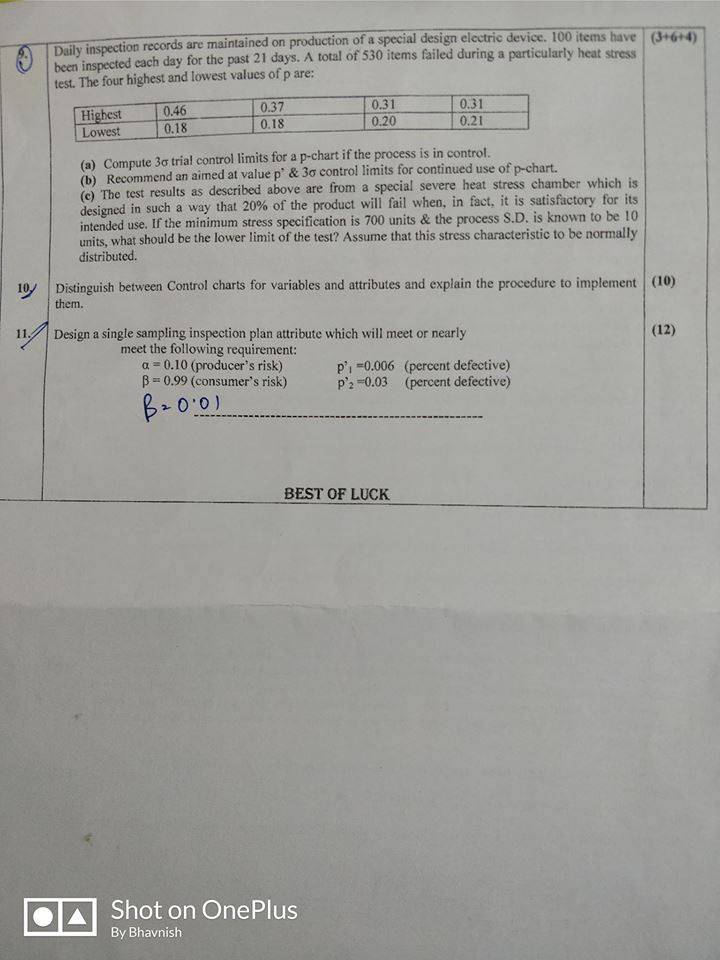 9. Daily inspection records are maintained on production of a special design electric device. 100 items have (3+6+4)
been inspected each day for the past 21 days. A total of 530 items failed during a particularly heat stress
test. The four highest and lowest values of p are:
Highest 0.46 0.37 0.31 0.31
Lowest 0.18 0.18 0.20 0.21
(a) Compute 3σ trial control limits for a p-chart if the process is in control.
(b) Recommend an aimed at value p' & 3σ control limits for continued use of p-chart.
(c) The test results as described above are from a special severe heat stress chamber which is
designed in such a way that 20% of the product will fail when, in fact, it is satisfactory for its
intended use. If the minimum stress specification is 700 units & the process S.D. is known to be 10
units, what should be the lower limit of the test? Assume that this stress characteristic to be normally
distributed.
10. Distinguish between Control charts for variables and attributes and explain the procedure to implement (10)
them.
11. Design a single sampling inspection plan attribute which will meet or nearly (12)
meet the following requirement:
α = 0.10 (producer's risk) p'₁ =0.006 (percent defective)
β = 0.99 (consumer's risk) p'₂ =0.03 (percent defective)
β = 0.01
BEST OF LUCK
Shot on OnePlus
By Bhavnish